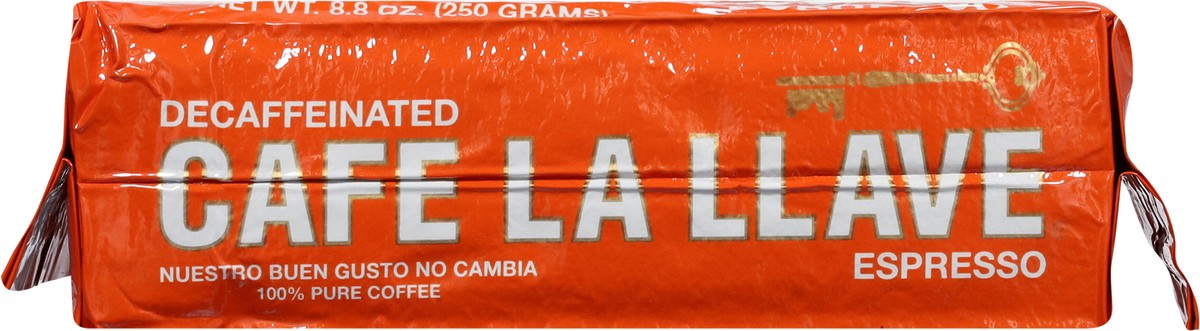 NET WT. 8.8 OZ. (250 GRAMS)
DECAFFEINATED
CAFE LA LLAVE
ESPRESSO
NUESTRO BUEN GUSTO NO CAMBIA
100% PURE COFFEE